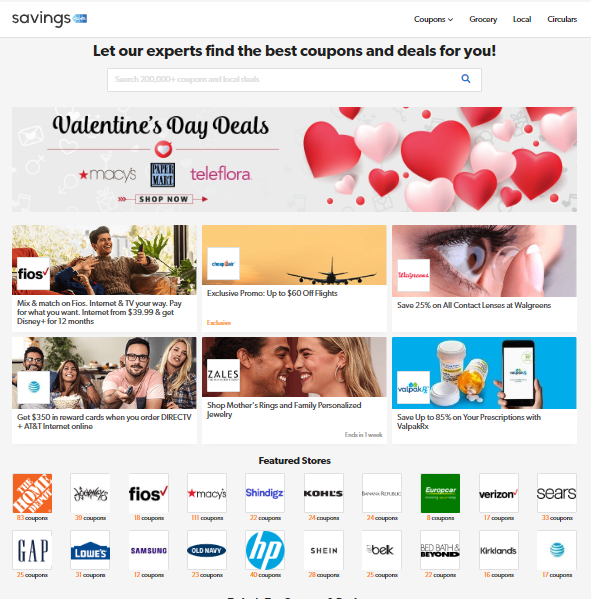 savings
Coupons
Grocery
Local
Circulars
Let our experts find the best coupons and deals for you!
Search 200,000+ coupons and local deals
Valentine's Day Deals
macy's
PAPER
MART
teleflora
SHOP NOW
fios
Mix & match on Fios. Internet & TV your way. Pay
for what you want. Internet from $39.99 & get
Disney+ for 12 months
cheapOair
Exclusive Promo: Up to $60 Off Flights
Exclusive
Walgreens
Save 25% on All Contact Lenses at Walgreens
AT&T
Get $350 in reward cards when you order DIRECTV
+ AT&T Internet online
ZALES
Shop Mother's Rings and Family Personalized
Jewelry
Ends in 1 week
valpakRx
Save Up to 85% on Your Prescriptions with
ValpakRx
Featured Stores
THE HOME DEPOT
83 coupons
jcpenney
39 coupons
fios
18 coupons
macy's
111 coupons
Shindigz
22 coupons
KOHL'S
24 coupons
BANANA REPUBLIC
24 coupons
Europcar
8 coupons
verizon
17 coupons
sears
33 coupons
GAP
25 coupons
LOWE'S
31 coupons
SAMSUNG
12 coupons
OLD NAVY
23 coupons
hp
40 coupons
SHEIN
28 coupons
belk
25 coupons
BED BATH &
BEYOND
22 coupons
Kirklands
16 coupons
AT&T
17 coupons